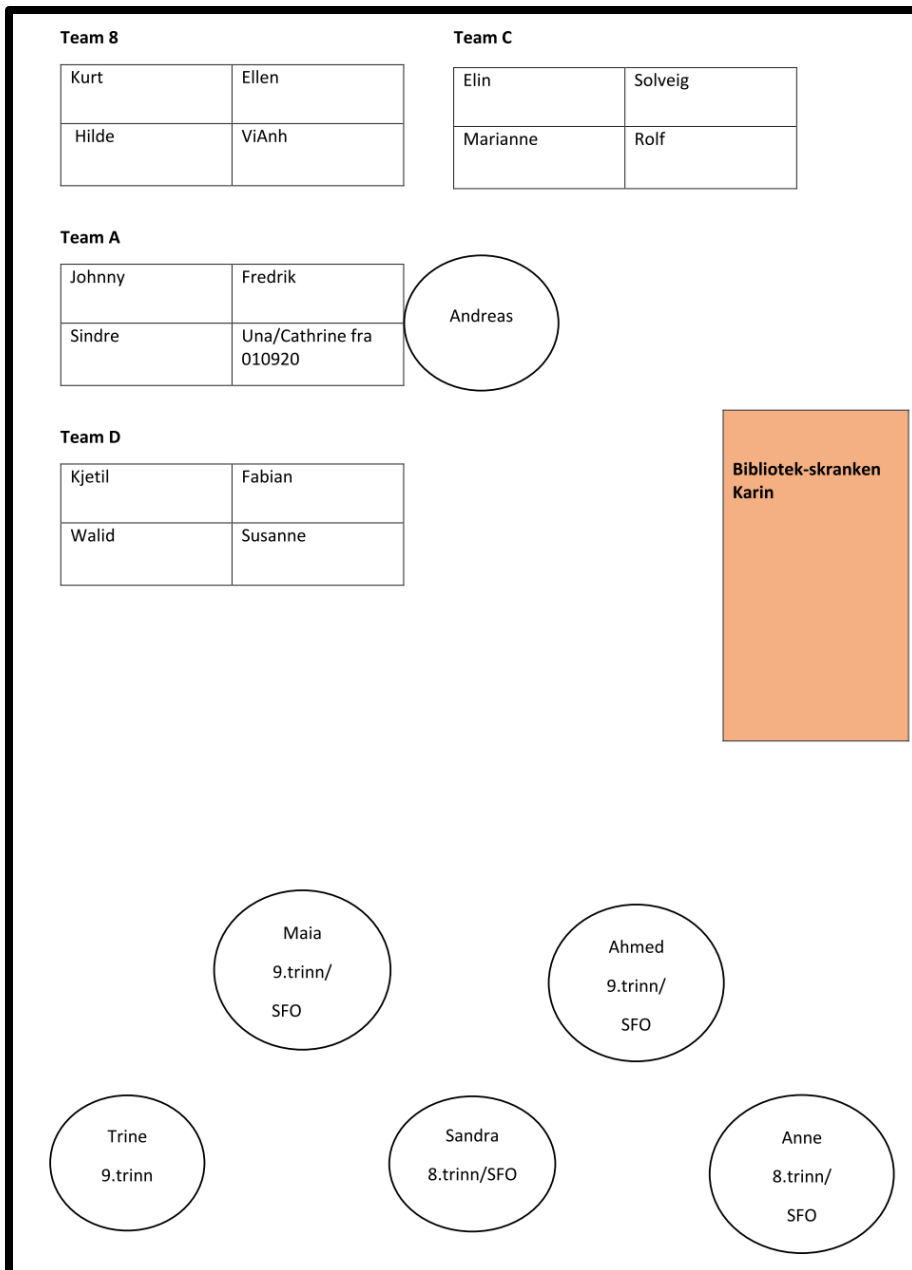 Team 8
Kurt Ellen
Hilde ViAnh
Team C
Elin Solveig
Marianne Rolf
Team A
Johnny Fredrik
Sindre Una/Cathrine fra
010920
Andreas
Team D
Kjetil Fabian
Walid Susanne
Bibliotek-skranken
Karin
Maia
9.trinn/
SFO
Ahmed
9.trinn/
SFO
Trine
9.trinn
Sandra
8.trinn/SFO
Anne
8.trinn/
SFO